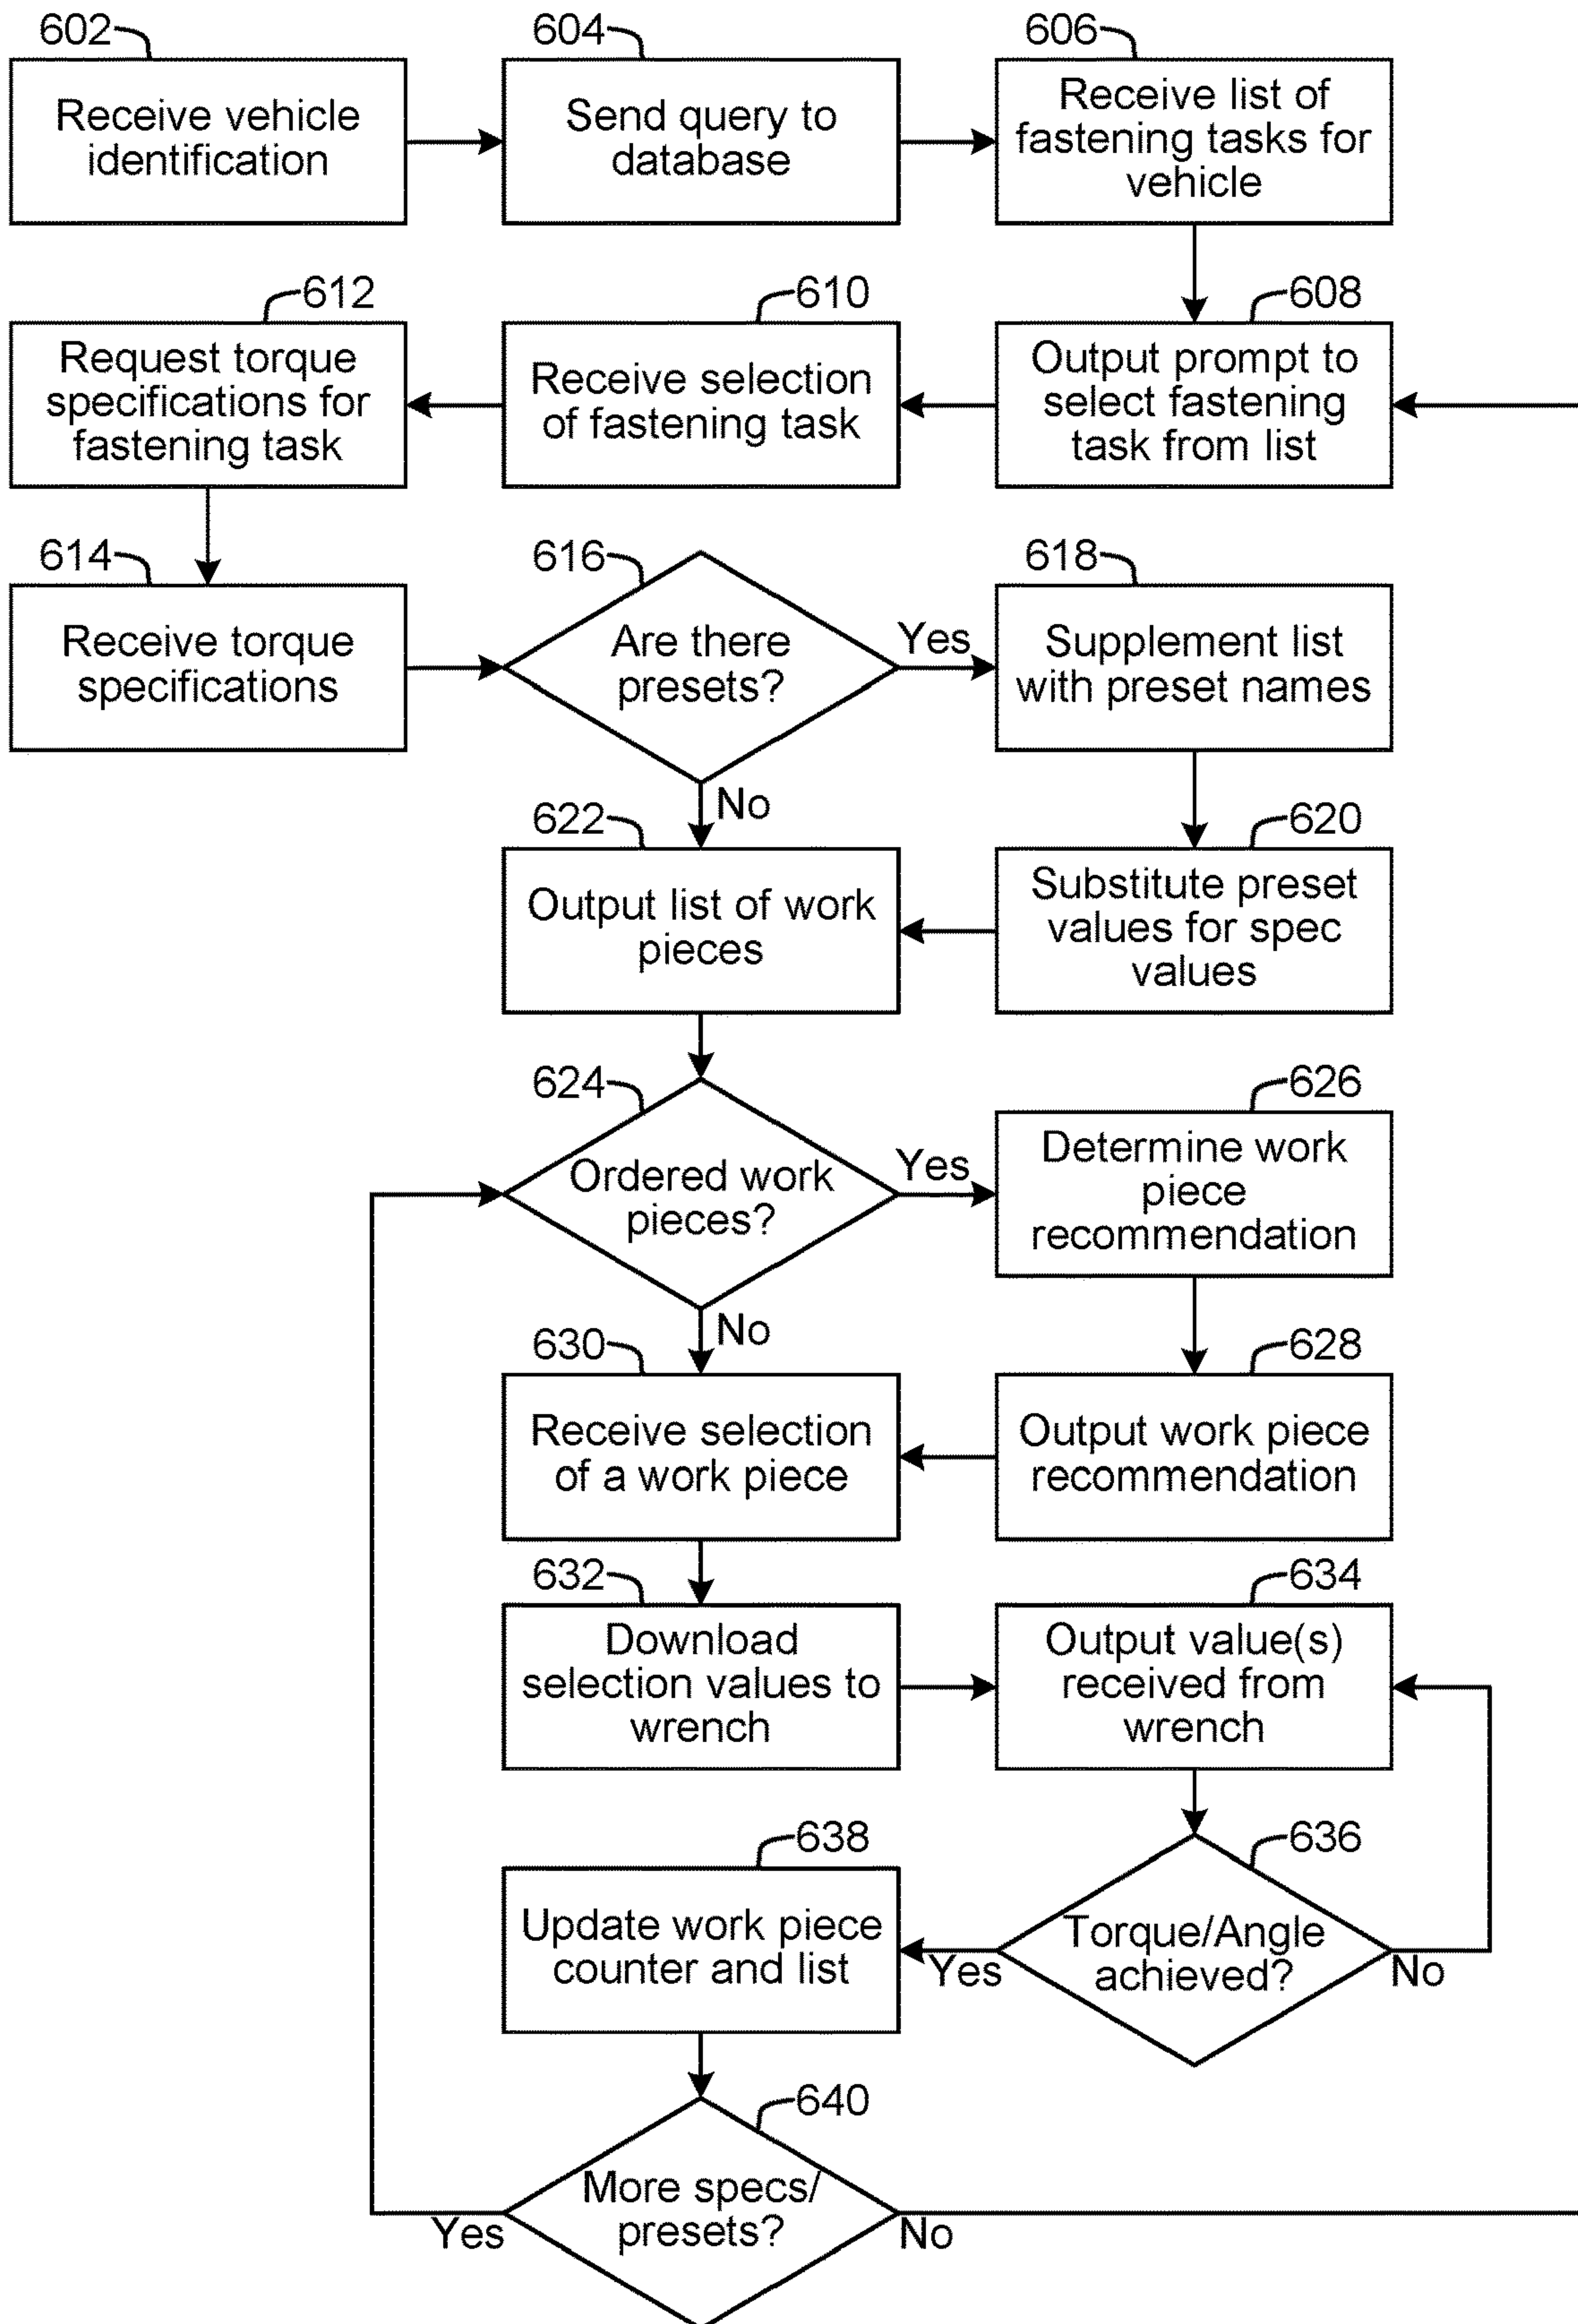 602
Receive vehicle
identification
604
Send query to
database
606
Receive list of
fastening tasks for
vehicle
608
Output prompt to
select fastening
task from list
610
Receive selection
of fastening task
612
Request torque
specifications for
fastening task
614
Receive torque
specifications
616
Are there
presets?
Yes
No
618
Supplement list
with preset names
620
Substitute preset
values for spec
values
622
Output list of work
pieces
624
Ordered work
pieces?
Yes
No
626
Determine work
piece
recommendation
628
Output work piece
recommendation
630
Receive selection
of a work piece
632
Download
selection values to
wrench
634
Output value(s)
received from
wrench
636
Torque/Angle
achieved?
Yes
No
638
Update work piece
counter and list
640
More specs/
presets?
Yes
No